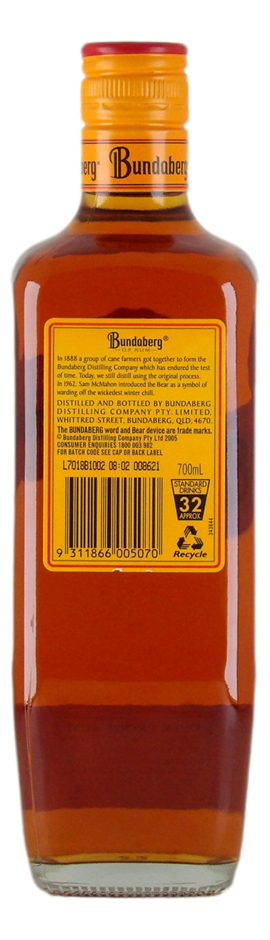 erg® Bundaberg
Bundaberg®
OF RUM
In 1888 a group of cane farmers got together to form the
Bundaberg Distilling Company which has endured the test
of time. Today, we still distil using the original process.
In 1962, Sam McMahon introduced the Bear as a symbol of
warding off the wickedest winter chill.
DISTILLED AND BOTTLED BY BUNDABERG
DISTILLING COMPANY PTY. LIMITED,
WHITTRED STREET, BUNDABERG, QLD, 4670.
The BUNDABERG word and Bear device are trade marks.
© Bundaberg Distilling Company Pty Ltd 2005
CONSUMER ENQUIRIES 1800 003 982
FOR BATCH CODE SEE CAP OR BACK LABEL
L7018B1002 08:02 008621
700mL
STANDARD
DRINKS
32
APPROX.
Recycle
9 311866 005070